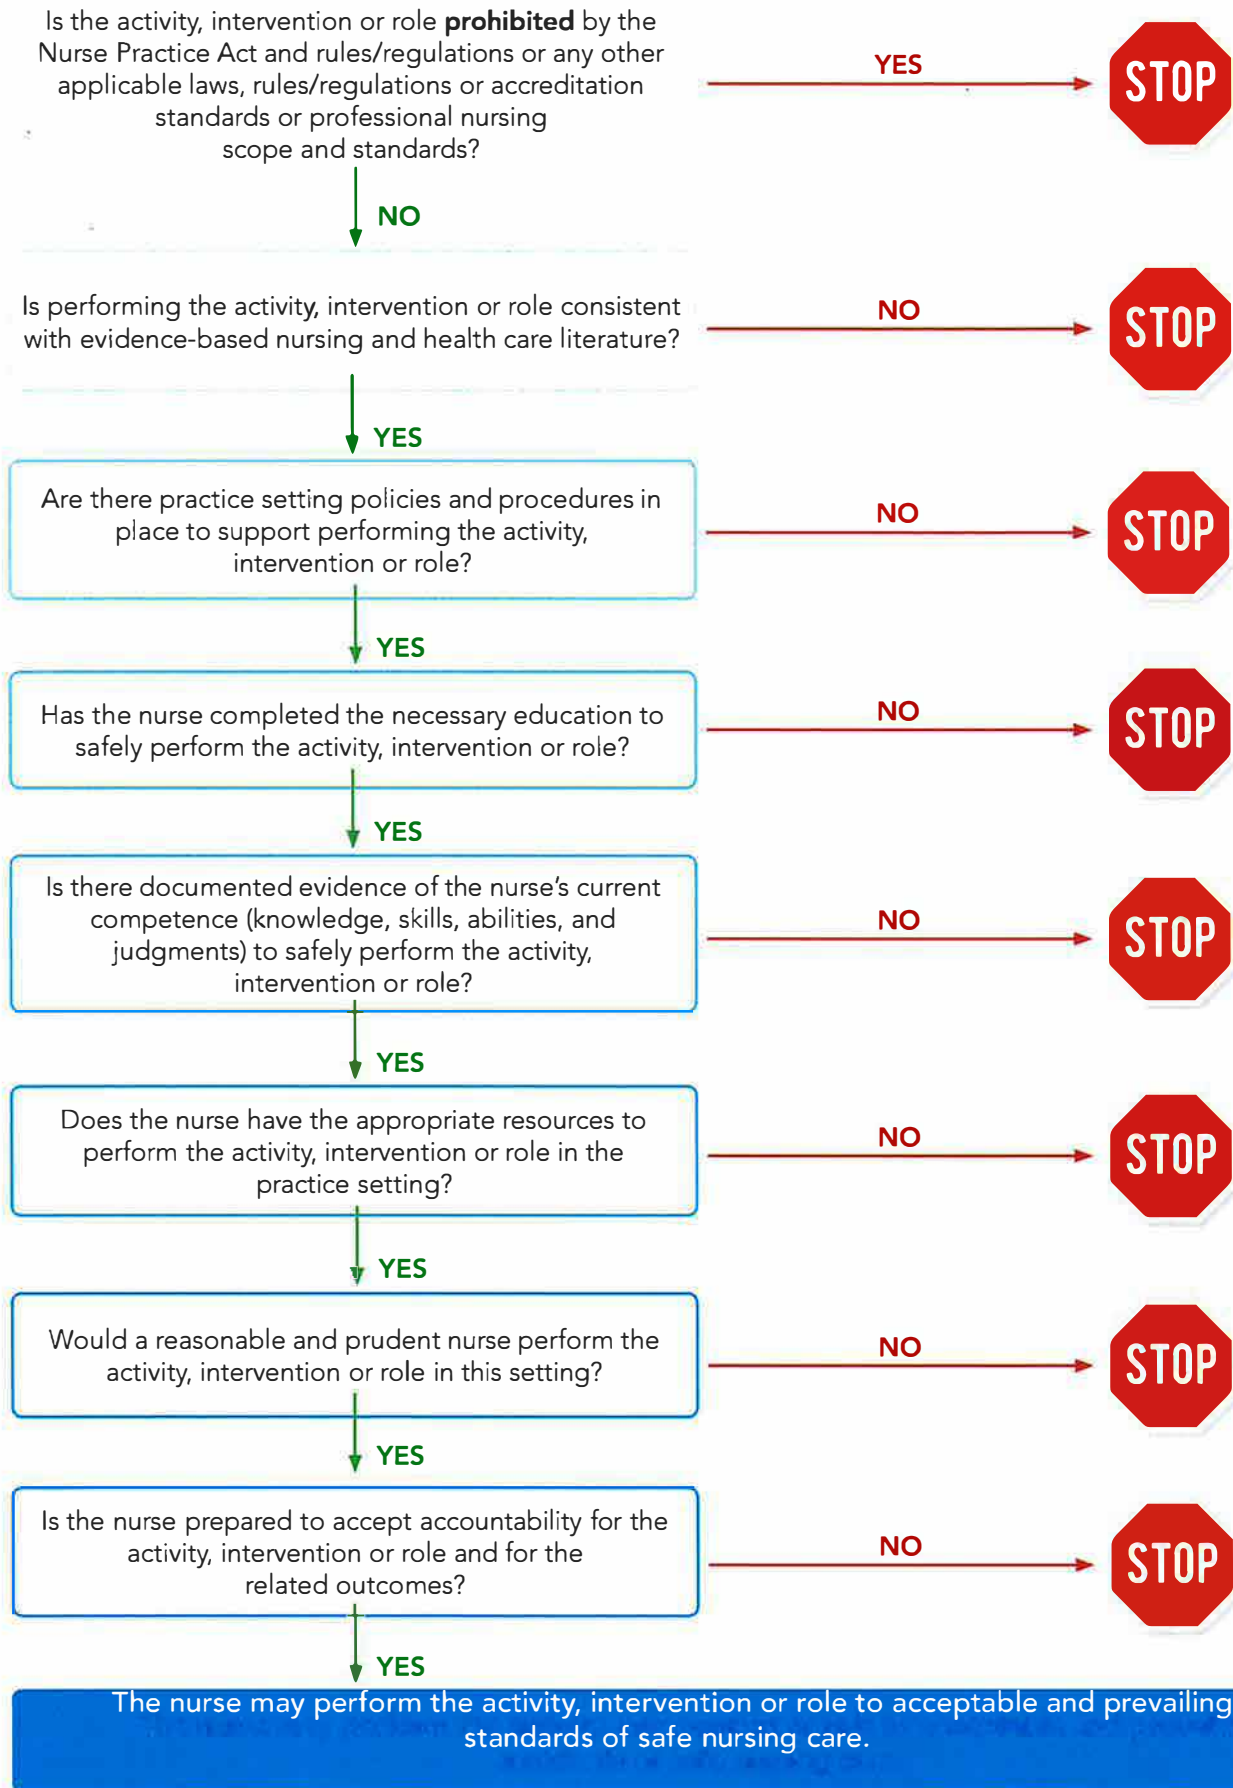 Is the activity, intervention or role prohibited by the
Nurse Practice Act and rules/regulations or any other
applicable laws, rules/regulations or accreditation
standards or professional nursing
scope and standards?
YES
STOP
NO
Is performing the activity, intervention or role consistent
with evidence-based nursing and health care literature?
NO
STOP
YES
Are there practice setting policies and procedures in
place to support performing the activity,
intervention or role?
NO
STOP
YES
Has the nurse completed the necessary education to
safely perform the activity, intervention or role?
NO
STOP
YES
Is there documented evidence of the nurse's current
competence (knowledge, skills, abilities, and
judgments) to safely perform the activity,
intervention or role?
NO
STOP
YES
Does the nurse have the appropriate resources to
perform the activity, intervention or role in the
practice setting?
NO
STOP
YES
Would a reasonable and prudent nurse perform the
activity, intervention or role in this setting?
NO
STOP
YES
Is the nurse prepared to accept accountability for the
activity, intervention or role and for the
related outcomes?
NO
STOP
YES
The nurse may perform the activity, intervention or role to acceptable and prevailing
standards of safe nursing care.